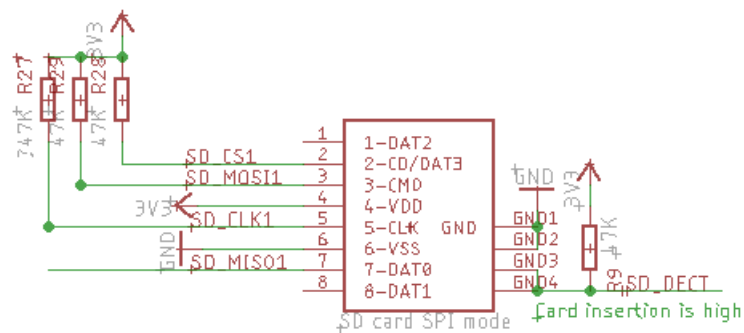 3V3
R27
R29
R28
47K
47K
47K
1
2
3
4
5
6
7
8
SD_CS1
SD_MOSI1
3V3
SD_CLK1
GND
SD_MISO1
1-DAT2
2-CD/DAT3
3-CMD
4-VDD
5-CLK GND
6-VSS
7-DAT0
8-DAT1
GND1
GND2
GND3
GND4
GND
3V3
47K
R9
SD_DECT
Card insertion is high
SD card SPI mode